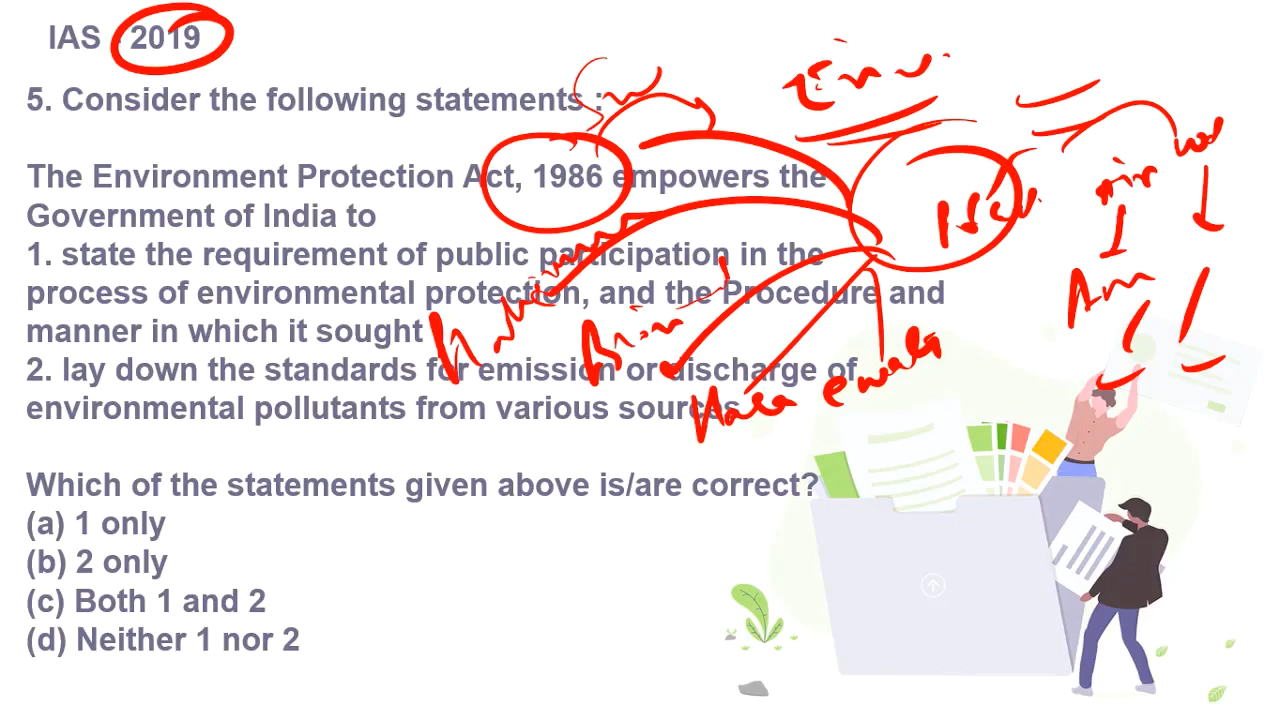 IAS - 2019
5. Consider the following statements :
The Environment Protection Act, 1986 empowers the
Government of India to
1. state the requirement of public participation in the
process of environmental protection, and the Procedure and
manner in which it sought
2. lay down the standards for emission or discharge of
environmental pollutants from various sources.
Which of the statements given above is/are correct?
(a) 1 only
(b) 2 only
(c) Both 1 and 2
(d) Neither 1 nor 2